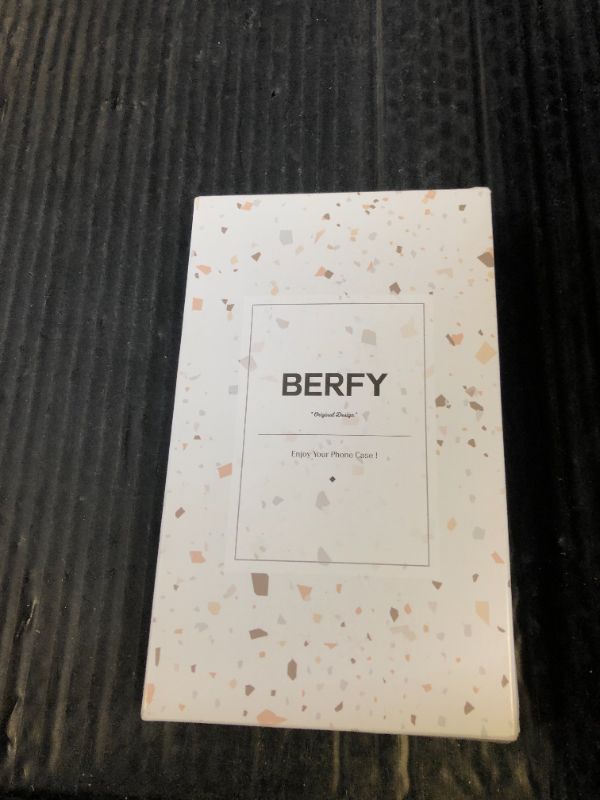 BERFY
"Original Design"
Enjoy Your Phone Case !